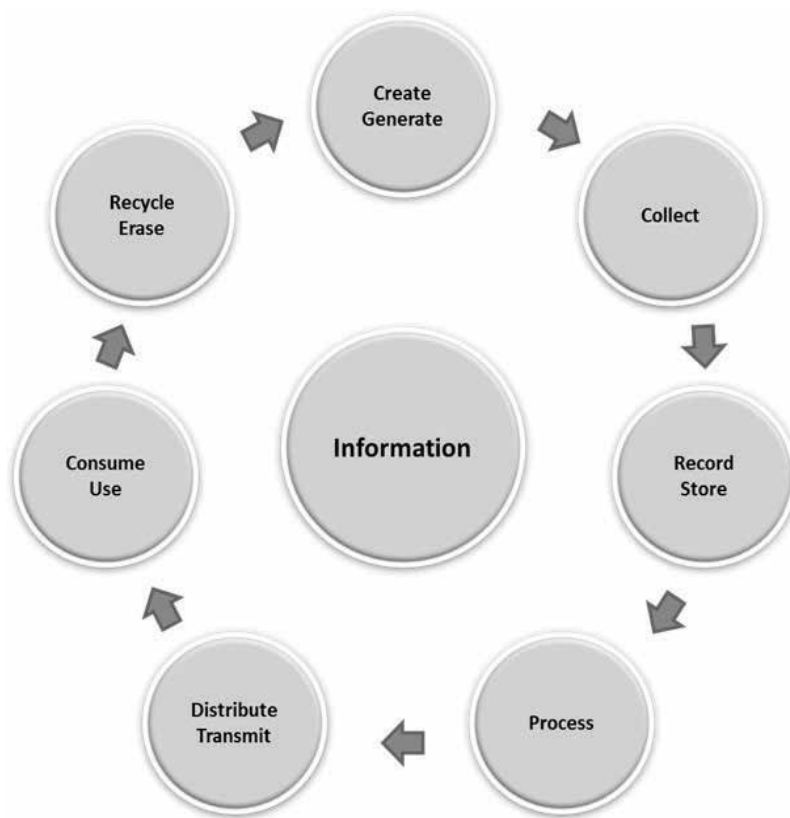 Create
Generate
Collect
Record
Store
Process
Distribute
Transmit
Consume
Use
Recycle
Erase
Information